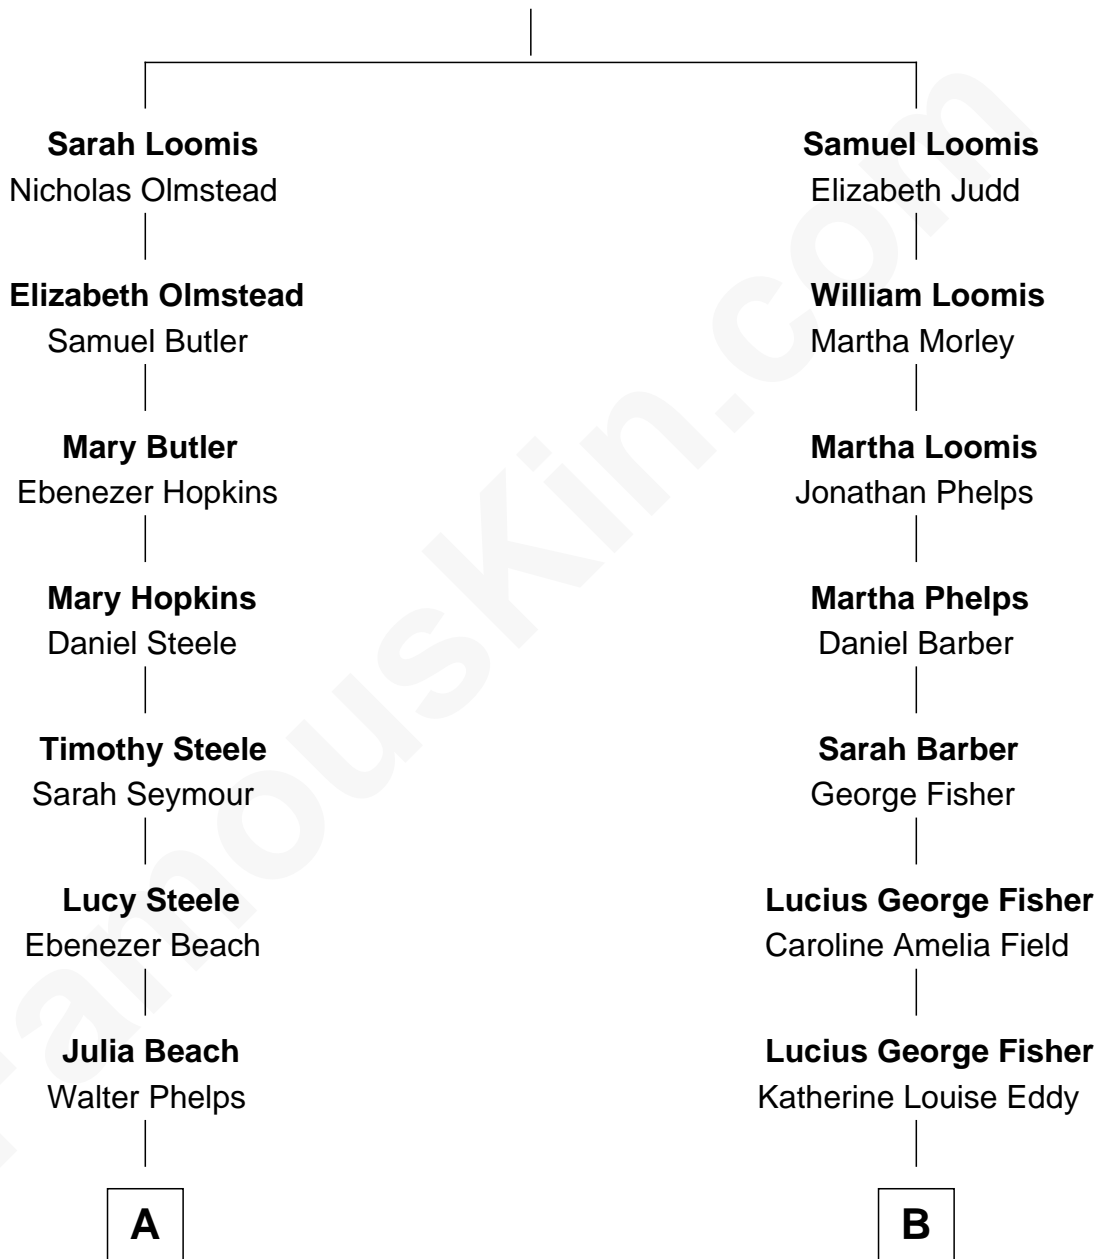 Sarah Loomis
Nicholas Olmstead
Elizabeth Olmstead
Samuel Butler
Mary Butler
Ebenezer Hopkins
Mary Hopkins
Daniel Steele
Timothy Steele
Sarah Seymour
Lucy Steele
Ebenezer Beach
Julia Beach
Walter Phelps
A
Samuel Loomis
Elizabeth Judd
William Loomis
Martha Morley
Martha Loomis
Jonathan Phelps
Martha Phelps
Daniel Barber
Sarah Barber
George Fisher
Lucius George Fisher
Caroline Amelia Field
Lucius George Fisher
Katherine Louise Eddy
B
FamousKin.com